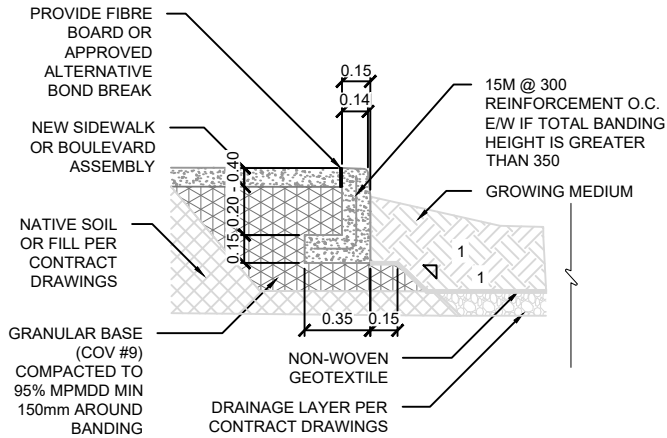 PROVIDE FIBRE
BOARD OR
APPROVED
ALTERNATIVE
BOND BREAK
NEW SIDEWALK
OR BOULEVARD
ASSEMBLY
NATIVE SOIL
OR FILL PER
CONTRACT
DRAWINGS
GRANULAR BASE
(COV #9)
COMPACTED TO
95% MPMDD MIN
150mm AROUND
BANDING
0.15
0.14
0.20 - 0.40
0.15
0.35
0.15
1
1
15M @ 300
REINFORCEMENT O.C.
E/W IF TOTAL BANDING
HEIGHT IS GREATER
THAN 350
GROWING MEDIUM
NON-WOVEN
GEOTEXTILE
DRAINAGE LAYER PER
CONTRACT DRAWINGS